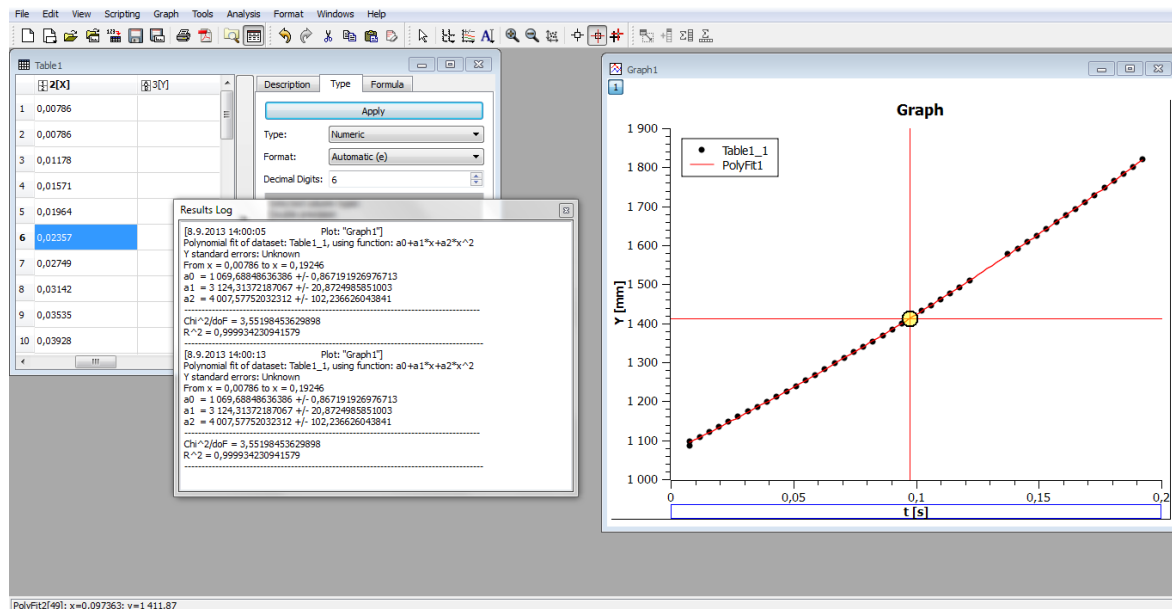 File Edit View Scripting Graph Tools Analysis Format Windows Help
Table1
2[X] 3[Y]
1 0,00786
2 0,00786
3 0,01178
4 0,01571
5 0,01964
6 0,02357
7 0,02749
8 0,03142
9 0,03535
10 0,03928
Description Type Formula
Apply
Type: Numeric
Format: Automatic (e)
Decimal Digits: 6
Results Log
[8.9.2013 14:00:05 Plot: "Graph1"]
Polynomial fit of dataset: Table1_1, using function: a0+a1*x+a2*x^2
Y standard errors: Unknown
From x = 0,00786 to x = 0,19246
a0 = 1 069,68848636386 +/- 0,867191926976713
a1 = 3 124,31372187067 +/- 20,8724985851003
a2 = 4 007,57752032312 +/- 102,236626043841
--------------------------------------------------------------------------------------
Chi^2/doF = 3,55198453629898
R^2 = 0,999934230941579
--------------------------------------------------------------------------------------
[8.9.2013 14:00:13 Plot: "Graph1"]
Polynomial fit of dataset: Table1_1, using function: a0+a1*x+a2*x^2
Y standard errors: Unknown
From x = 0,00786 to x = 0,19246
a0 = 1 069,68848636386 +/- 0,867191926976713
a1 = 3 124,31372187067 +/- 20,8724985851003
a2 = 4 007,57752032312 +/- 102,236626043841
--------------------------------------------------------------------------------------
Chi^2/doF = 3,55198453629898
R^2 = 0,999934230941579
--------------------------------------------------------------------------------------
Graph1
1
Graph
Table1_1
PolyFit1
Y [mm]
1 900
1 800
1 700
1 600
1 500
1 400
1 300
1 200
1 100
1 000
0 0,05 0,1 0,15 0,2
t [s]
PolyFit2[49]: x=0,097363; y=1 411,87